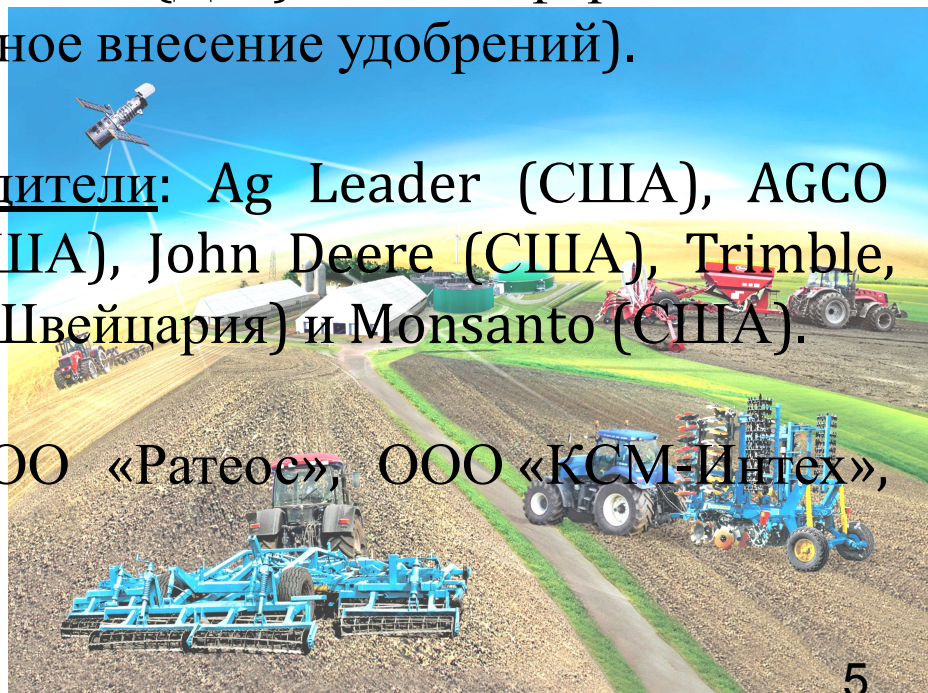 ное внесение удобрений).
дители: Ag Leader (США), AGCO
ША), John Deere (США), Trimble,
Швейцария) и Monsanto (США).
ОО «Ратеос», ООО «КСМ-Интех»,
5